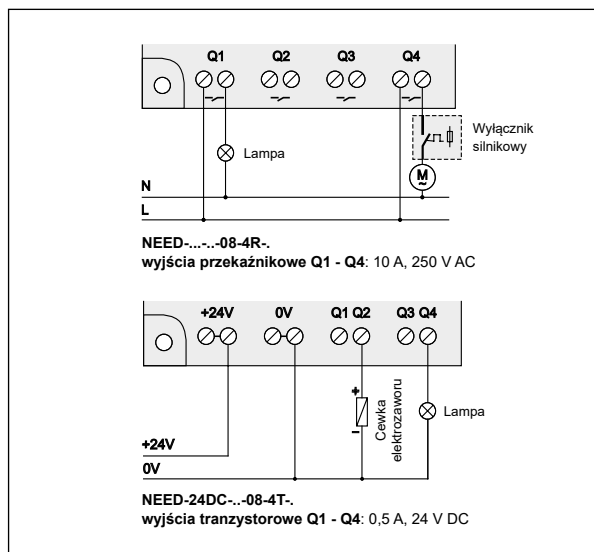 Q1 Q2 Q3 Q4
Wyłącznik
silnikowy
Lampa
M
~
N
L
NEED-...-..-08-4R-.
wyjścia przekaźnikowe Q1 - Q4: 10 A, 250 V AC
+24V 0V Q1 Q2 Q3 Q4
+
Cewka
elektrozaworu
–
Lampa
+24V
0V
NEED-24DC-..-08-4T-.
wyjścia tranzystorowe Q1 - Q4: 0,5 A, 24 V DC